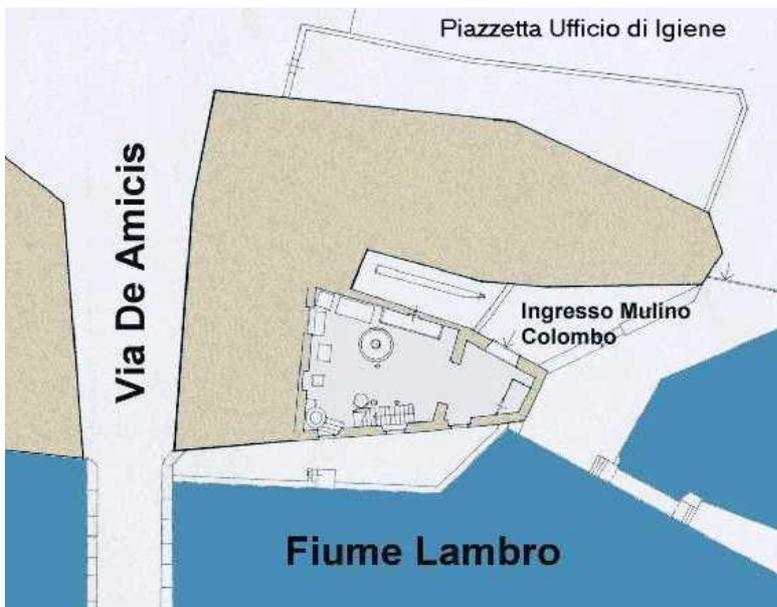 Piazzetta Ufficio di Igiene
Via De Amicis
Ingresso Mulino
Colombo
Fiume Lambro